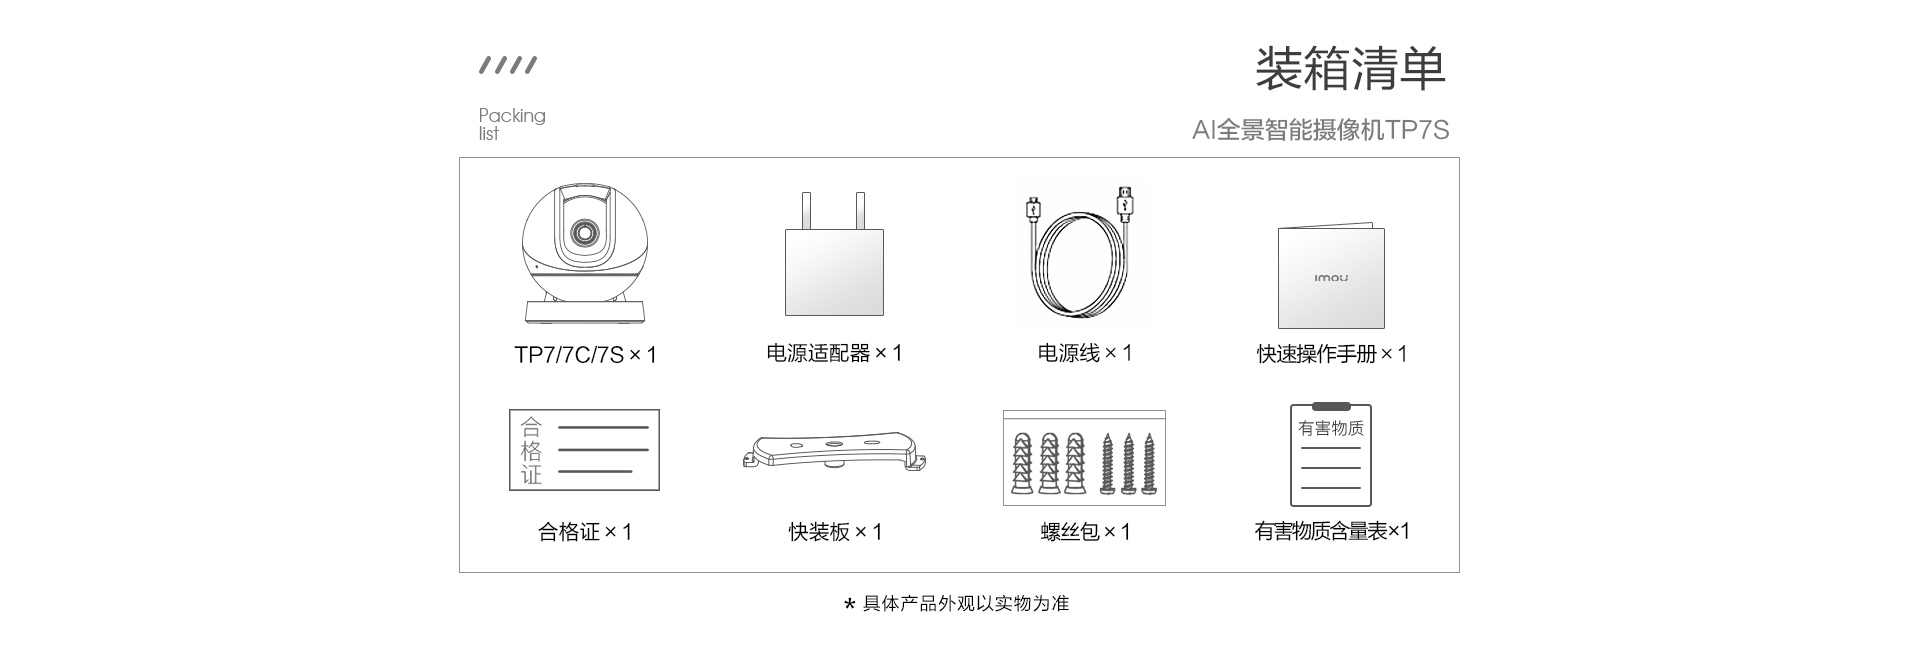 装箱清单
Packing
list
AI全景智能摄像机TP7S
imou
TP7/7C/7S × 1
电源适配器 × 1
电源线 × 1
快速操作手册 × 1
合格证
有害物质
合格证 × 1
快装板 × 1
螺丝包 × 1
有害物质含量表×1
* 具体产品外观以实物为准